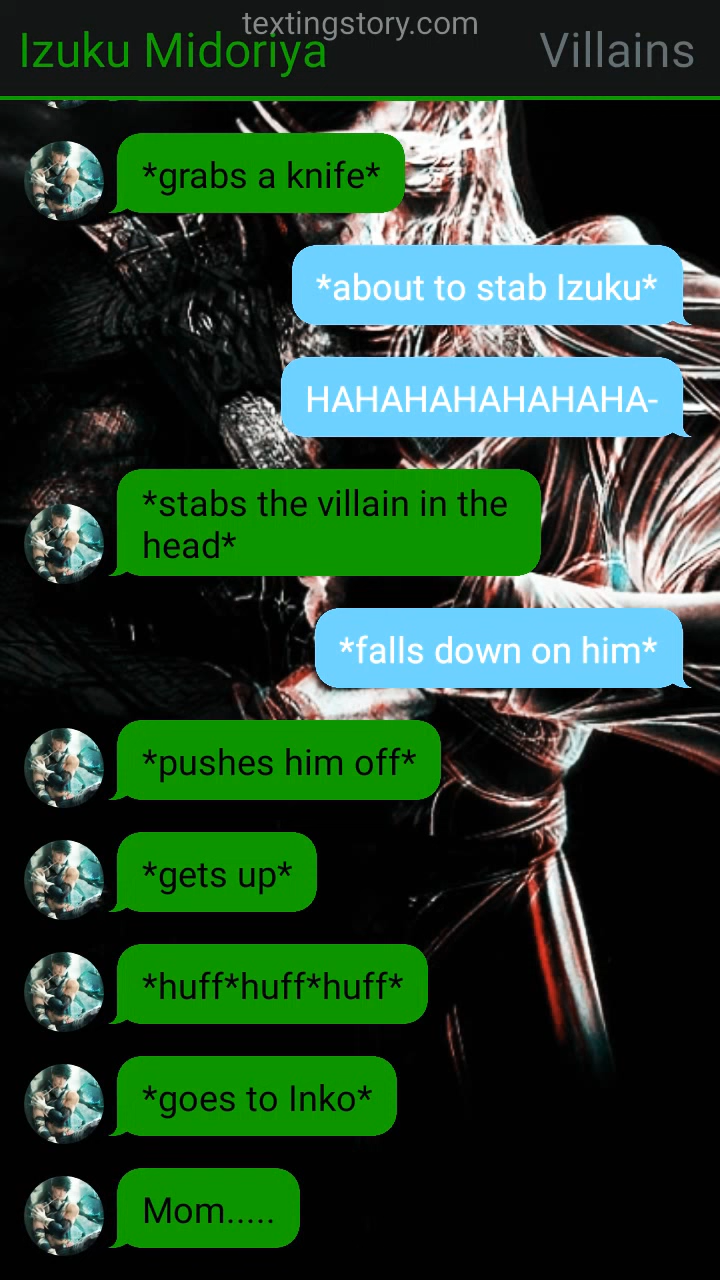 textingstory.com
Izuku Midoriya
Villains
*grabs a knife*
*about to stab Izuku*
HAHAHAHAHAHAHA-
*stabs the villain in the
head*
*falls down on him*
*pushes him off*
*gets up*
*huff*huff*huff*
*goes to Inko*
Mom.....